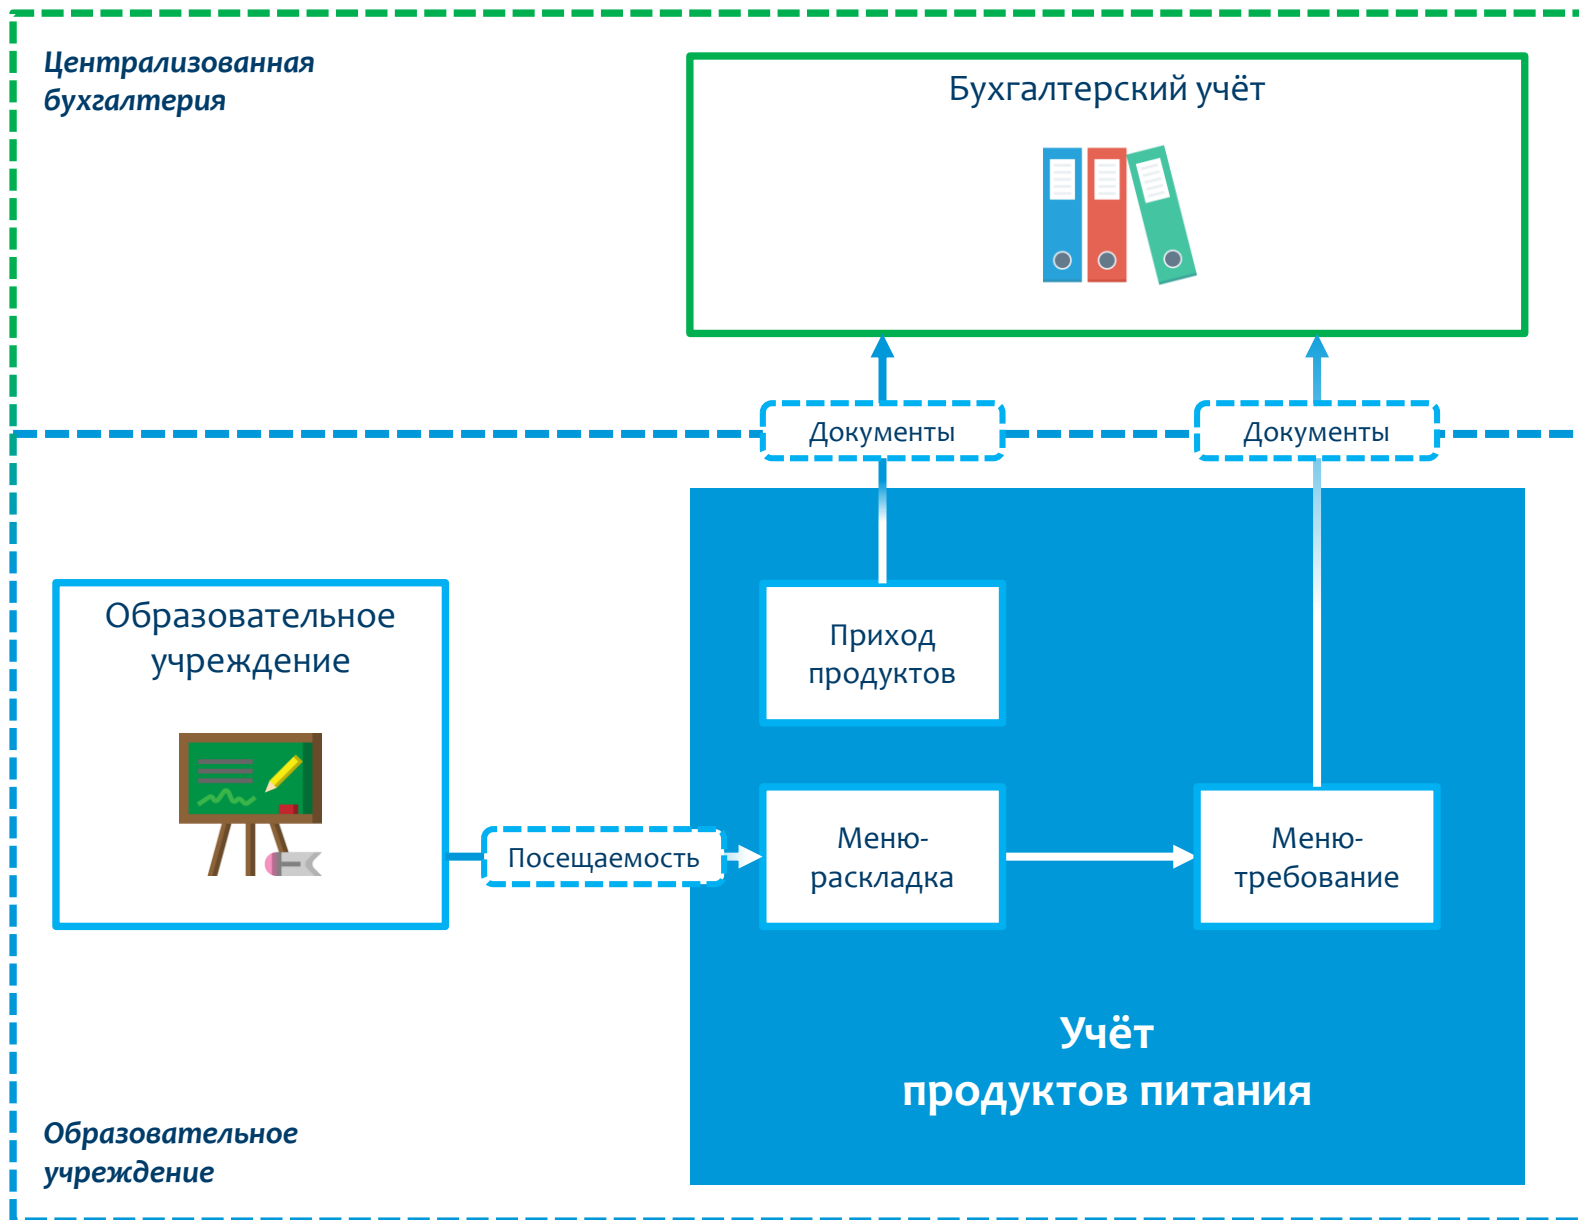 Централизованная
бухгалтерия
Бухгалтерский учёт
Документы
Документы
Образовательное
учреждение
Приход
продуктов
Посещаемость
Меню-
раскладка
Меню-
требование
Учёт
продуктов питания
Образовательное
учреждение